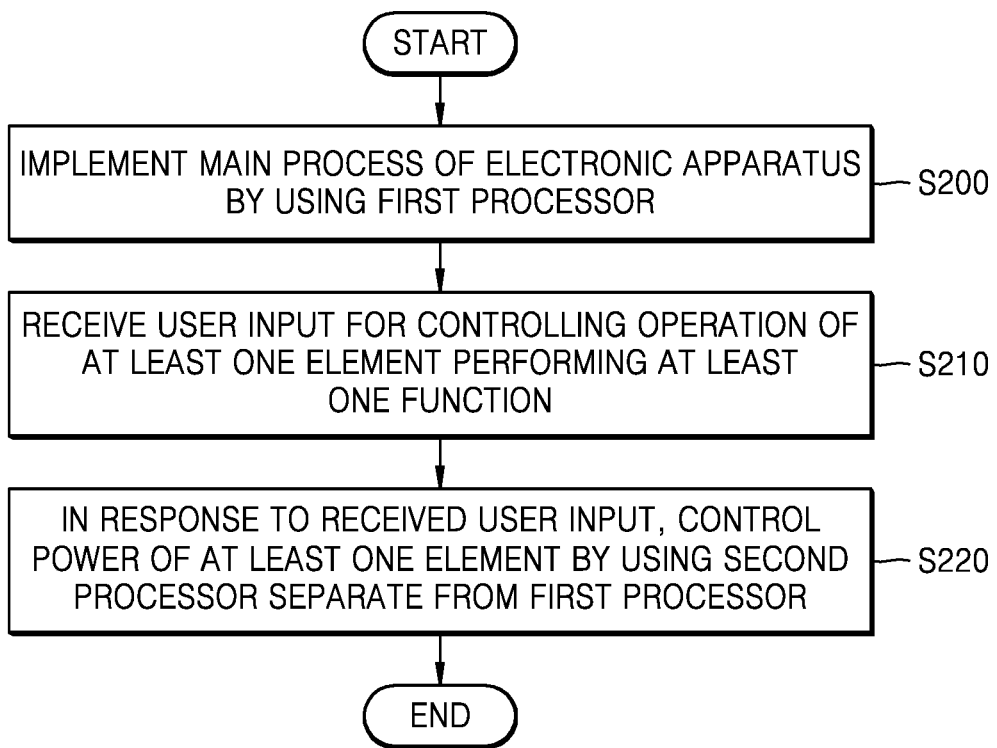 START
IMPLEMENT MAIN PROCESS OF ELECTRONIC APPARATUS
BY USING FIRST PROCESSOR
S200
RECEIVE USER INPUT FOR CONTROLLING OPERATION OF
AT LEAST ONE ELEMENT PERFORMING AT LEAST
ONE FUNCTION
S210
IN RESPONSE TO RECEIVED USER INPUT, CONTROL
POWER OF AT LEAST ONE ELEMENT BY USING SECOND
PROCESSOR SEPARATE FROM FIRST PROCESSOR
S220
END